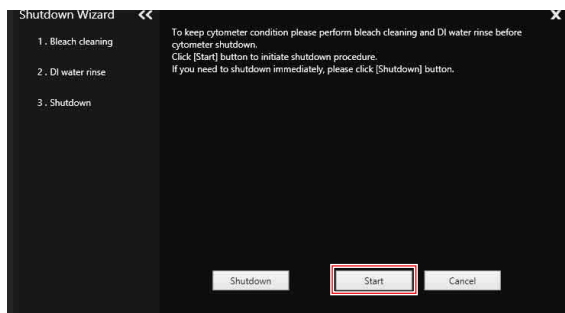 Shutdown Wizard <<
X
1 . Bleach cleaning
2 . DI water rinse
3 . Shutdown
To keep cytometer condition please perform bleach cleaning and DI water rinse before
cytometer shutdown.
Click [Start] button to initiate shutdown procedure.
If you need to shutdown immediately, please click [Shutdown] button.
Shutdown
Start
Cancel